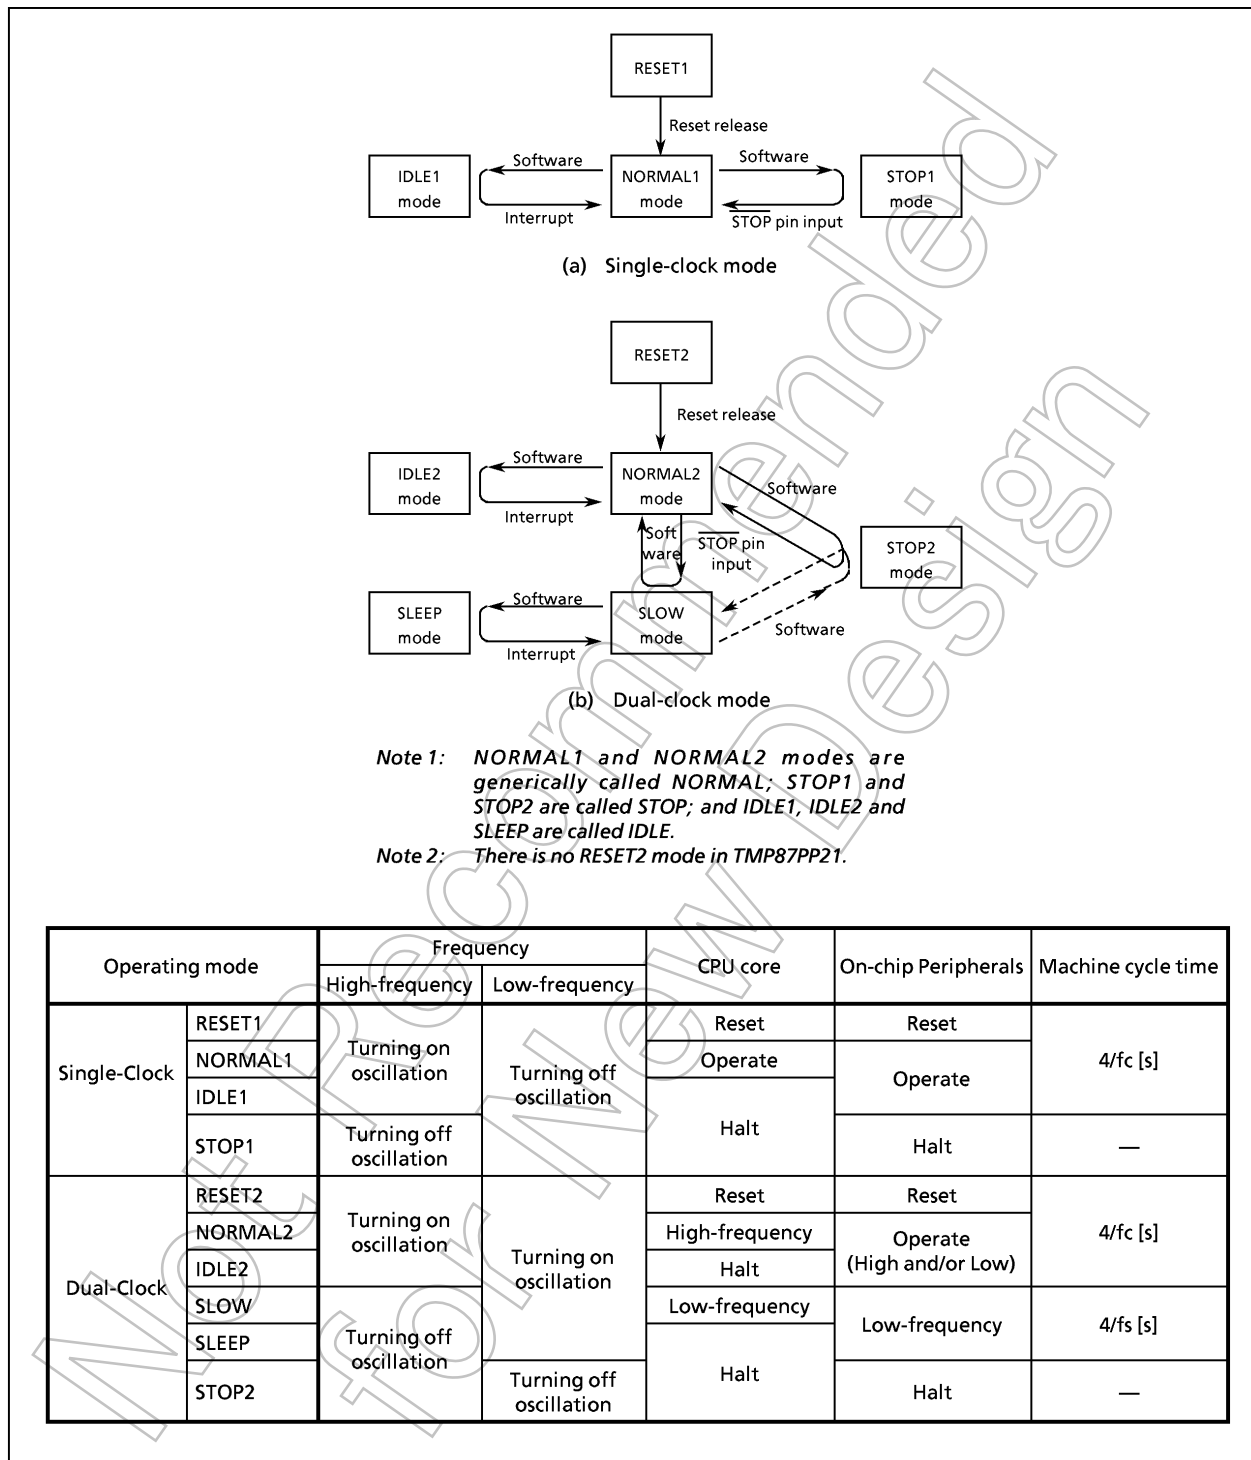 RESET1
Reset release
IDLE1
mode
Software
Interrupt
NORMAL1
mode
Software
STOP pin input
STOP1
mode
(a) Single-clock mode
RESET2
Reset release
IDLE2
mode
Software
Interrupt
NORMAL2
mode
Software
Soft
ware
STOP pin
input
STOP2
mode
SLEEP
mode
Software
Interrupt
SLOW
mode
Software
(b) Dual-clock mode
Note 1: NORMAL1 and NORMAL2 modes are
generically called NORMAL; STOP1 and
STOP2 are called STOP; and IDLE1, IDLE2 and
SLEEP are called IDLE.
Note 2: There is no RESET2 mode in TMP87PP21.
Operating mode
Frequency
High-frequency
Low-frequency
CPU core
On-chip Peripherals
Machine cycle time
Single-Clock
RESET1
NORMAL1
IDLE1
STOP1
Turning on
oscillation
Turning off
oscillation
Turning off
oscillation
Reset
Operate
Halt
Reset
Operate
Halt
4/fc [s]
—
Dual-Clock
RESET2
NORMAL2
IDLE2
SLOW
SLEEP
STOP2
Turning on
oscillation
Turning off
oscillation
Turning on
oscillation
Turning off
oscillation
Reset
High-frequency
Halt
Low-frequency
Halt
Reset
Operate
(High and/or Low)
Low-frequency
Halt
4/fc [s]
4/fs [s]
—
Not Recommended
for New Design